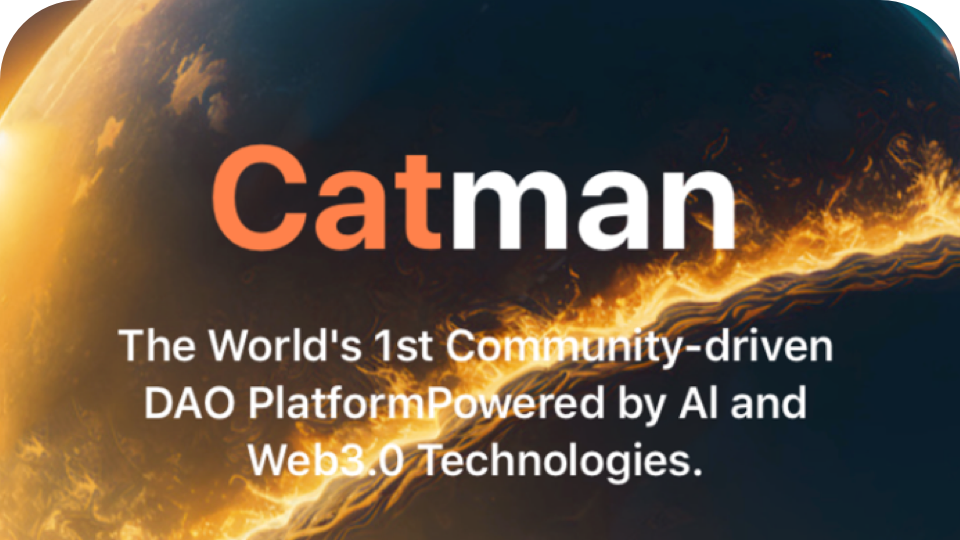 Catman
The World's 1st Community-driven
DAO PlatformPowered by AI and
Web3.0 Technologies.